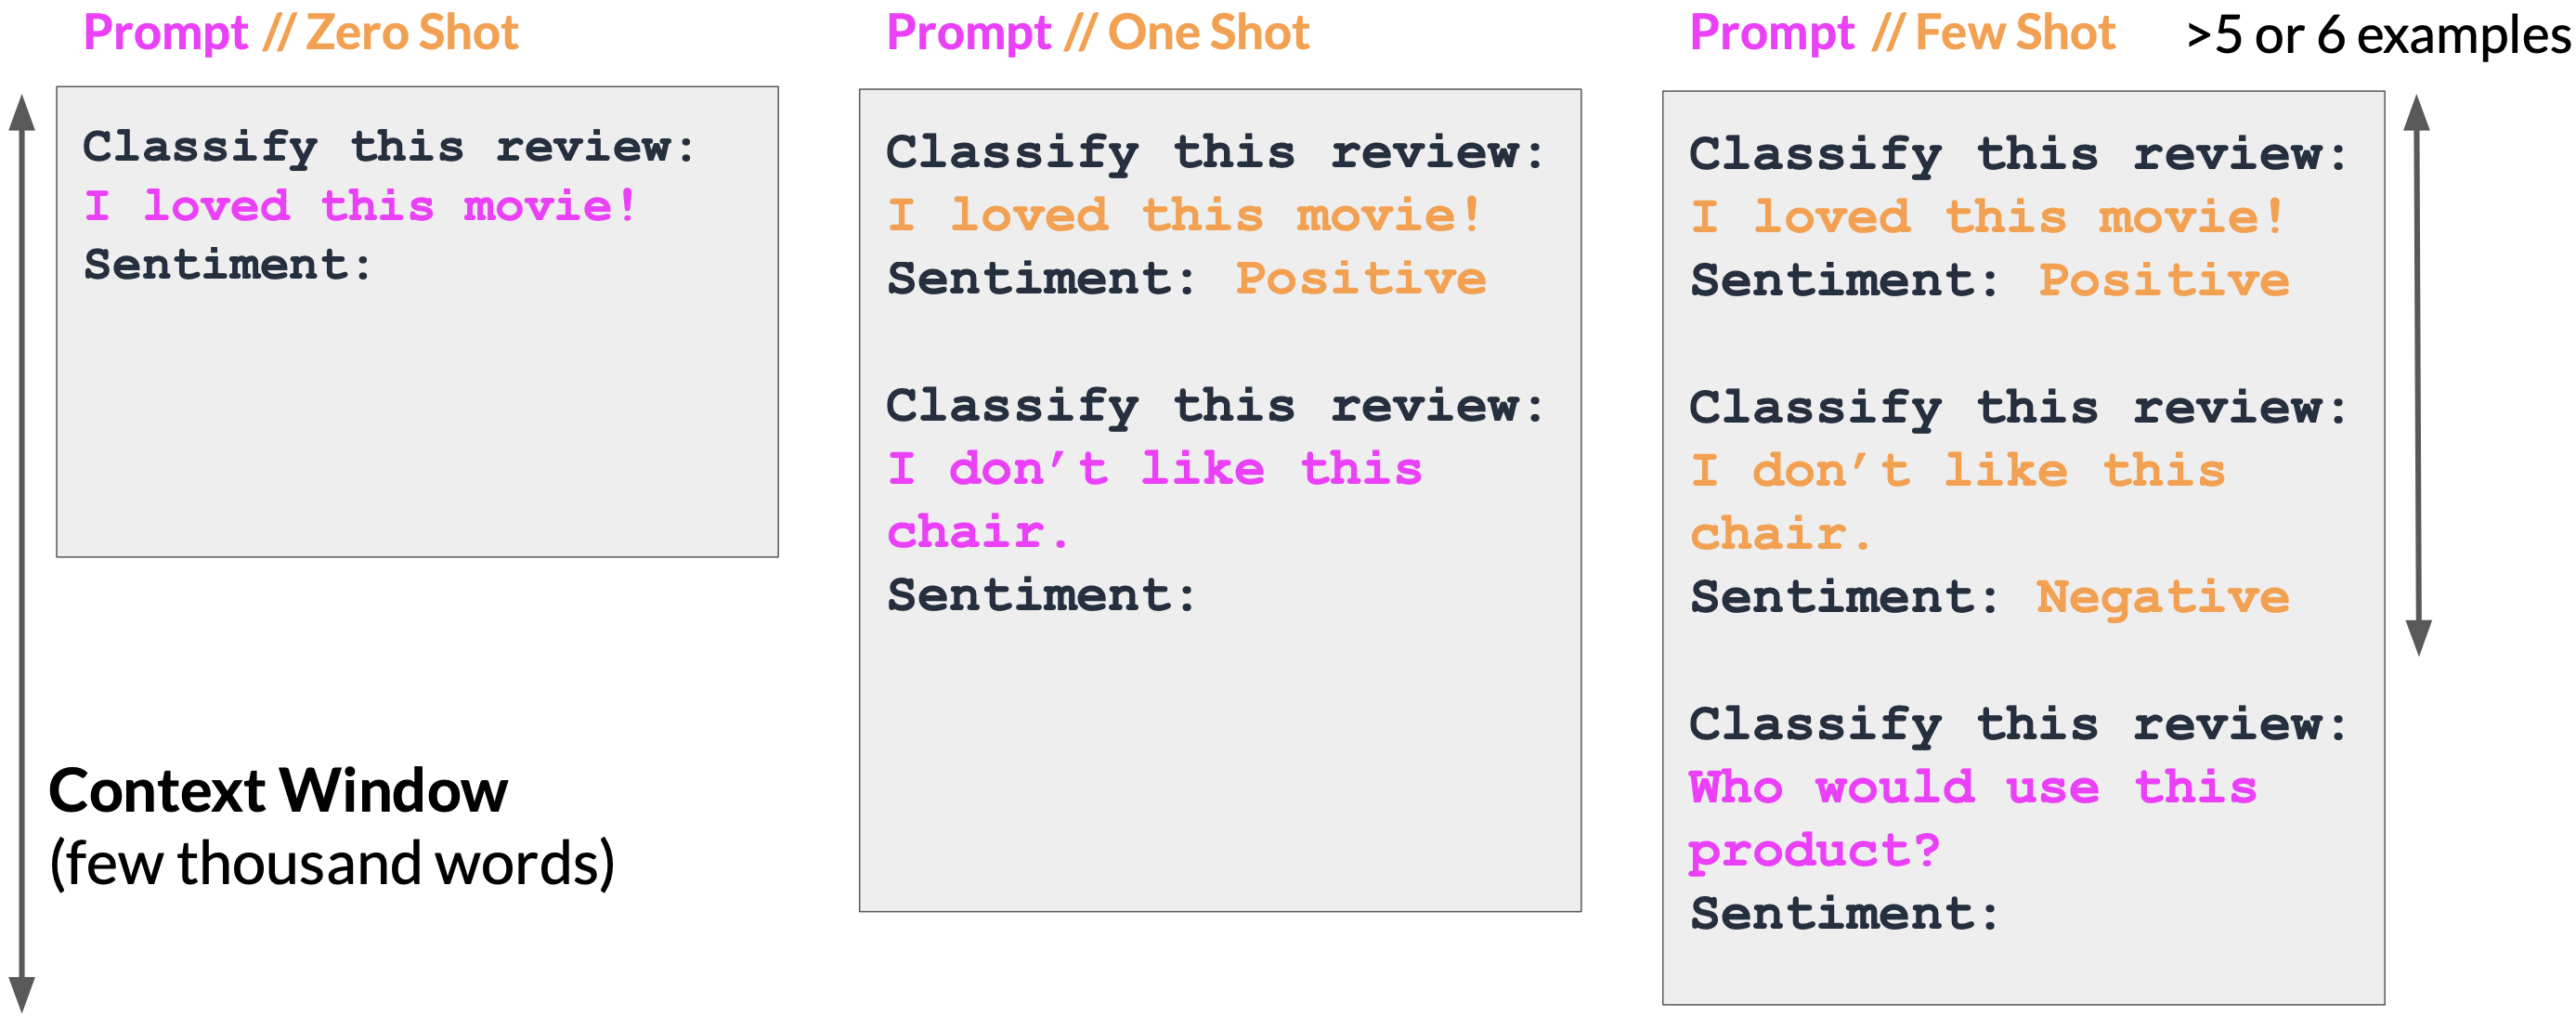 Prompt // Zero Shot
Classify this review:
I loved this movie!
Sentiment:
Context Window
(few thousand words)
Prompt // One Shot
Classify this review:
I loved this movie!
Sentiment: Positive
Classify this review:
I don’t like this
chair.
Sentiment:
Prompt // Few Shot
>5 or 6 examples
Classify this review:
I loved this movie!
Sentiment: Positive
Classify this review:
I don’t like this
chair.
Sentiment: Negative
Classify this review:
Who would use this
product?
Sentiment: